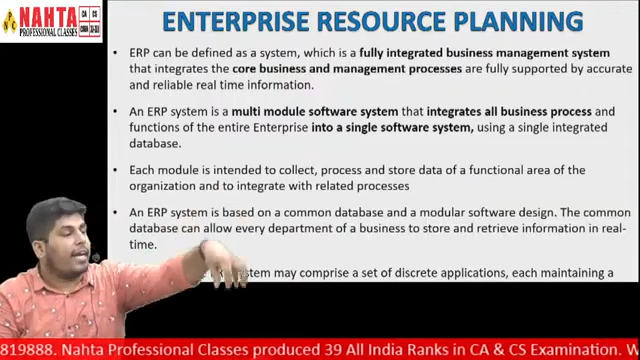 NAHTA
PROFESSIONAL CLASSES
CA
CS
CMA
ENTERPRISE RESOURCE PLANNING
• ERP can be defined as a system, which is a fully integrated business management system
that integrates the core business and management processes are fully supported by accurate
and reliable real time information.
• An ERP system is a multi module software system that integrates all business process and
functions of the entire Enterprise into a single software system, using a single integrated
database.
• Each module is intended to collect, process and store data of a functional area of the
organization and to integrate with related processes
• An ERP system is based on a common database and a modular software design. The common
database can allow every department of a business to store and retrieve information in real-
time.
may comprise a set of discrete applications, each maintaining a
819888. Nahta Professional Classes produced 39 All India Ranks in CA & CS Examination. W